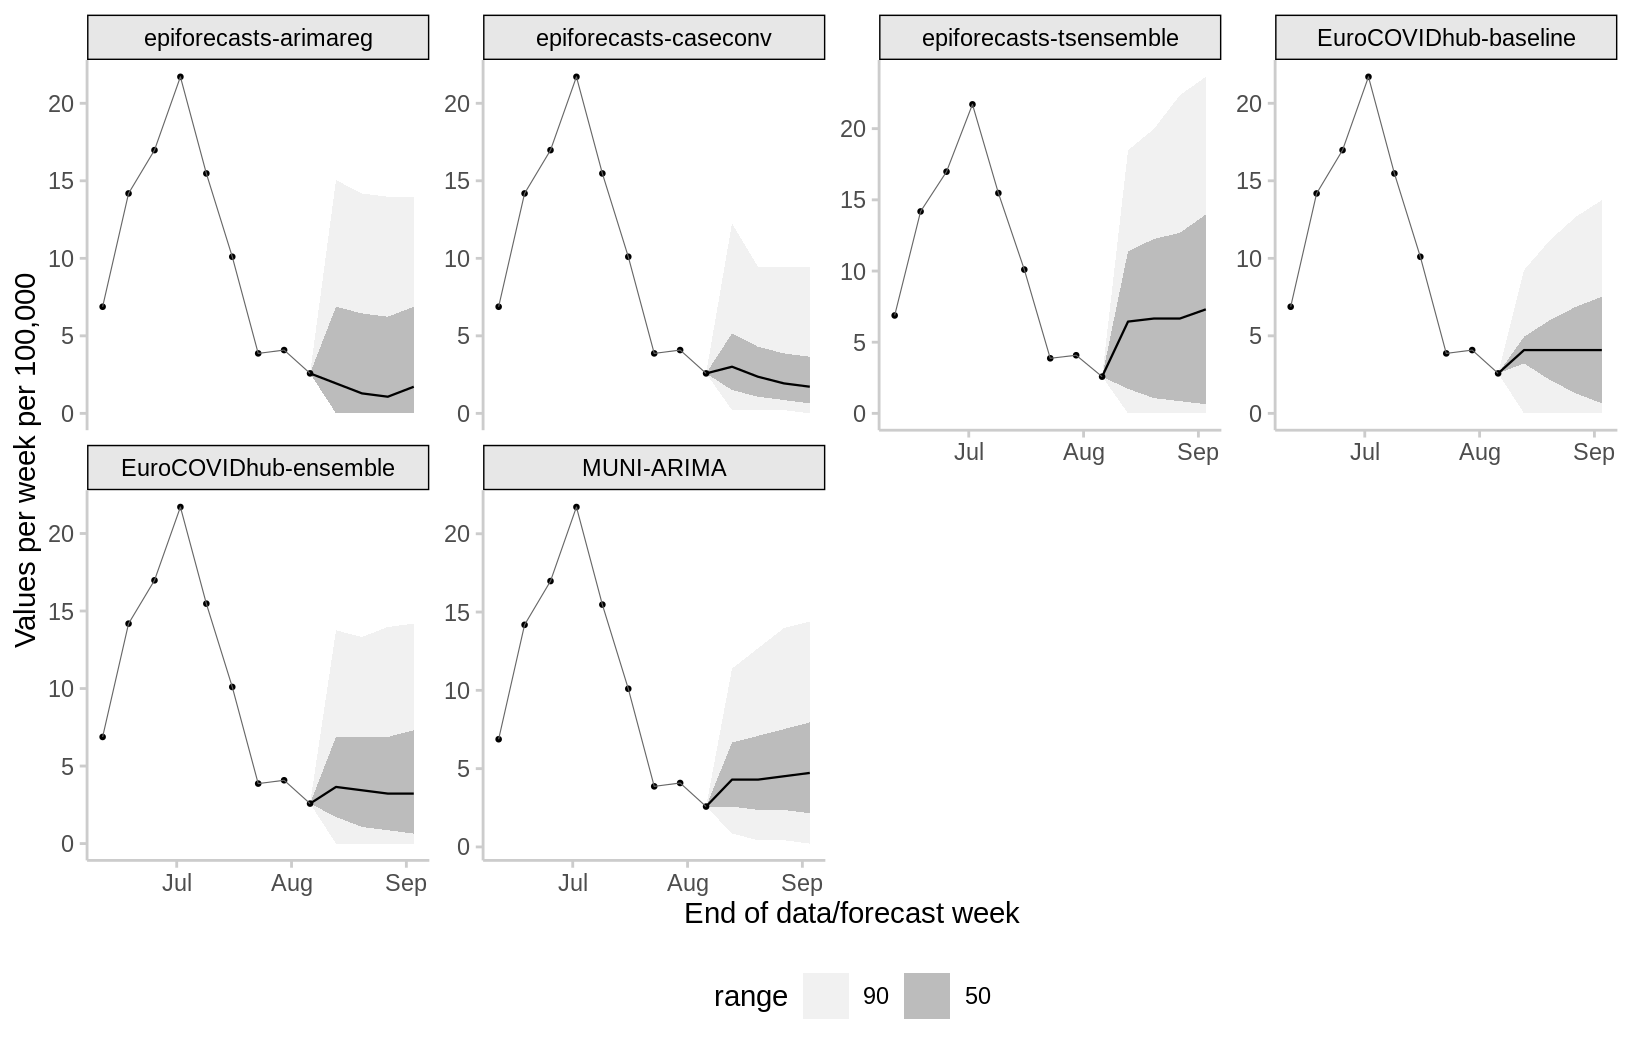 epiforecasts-arimareg
epiforecasts-caseconv
epiforecasts-tsensemble
EuroCOVIDhub-baseline
20
15
10
5
0
20
15
10
5
0
20
15
10
5
0
20
15
10
5
0
Jul Aug Sep
Jul Aug Sep
Values per week per 100,000
EuroCOVIDhub-ensemble
MUNI-ARIMA
20
15
10
5
0
20
15
10
5
0
Jul Aug Sep
Jul Aug Sep
End of data/forecast week
range 90 50